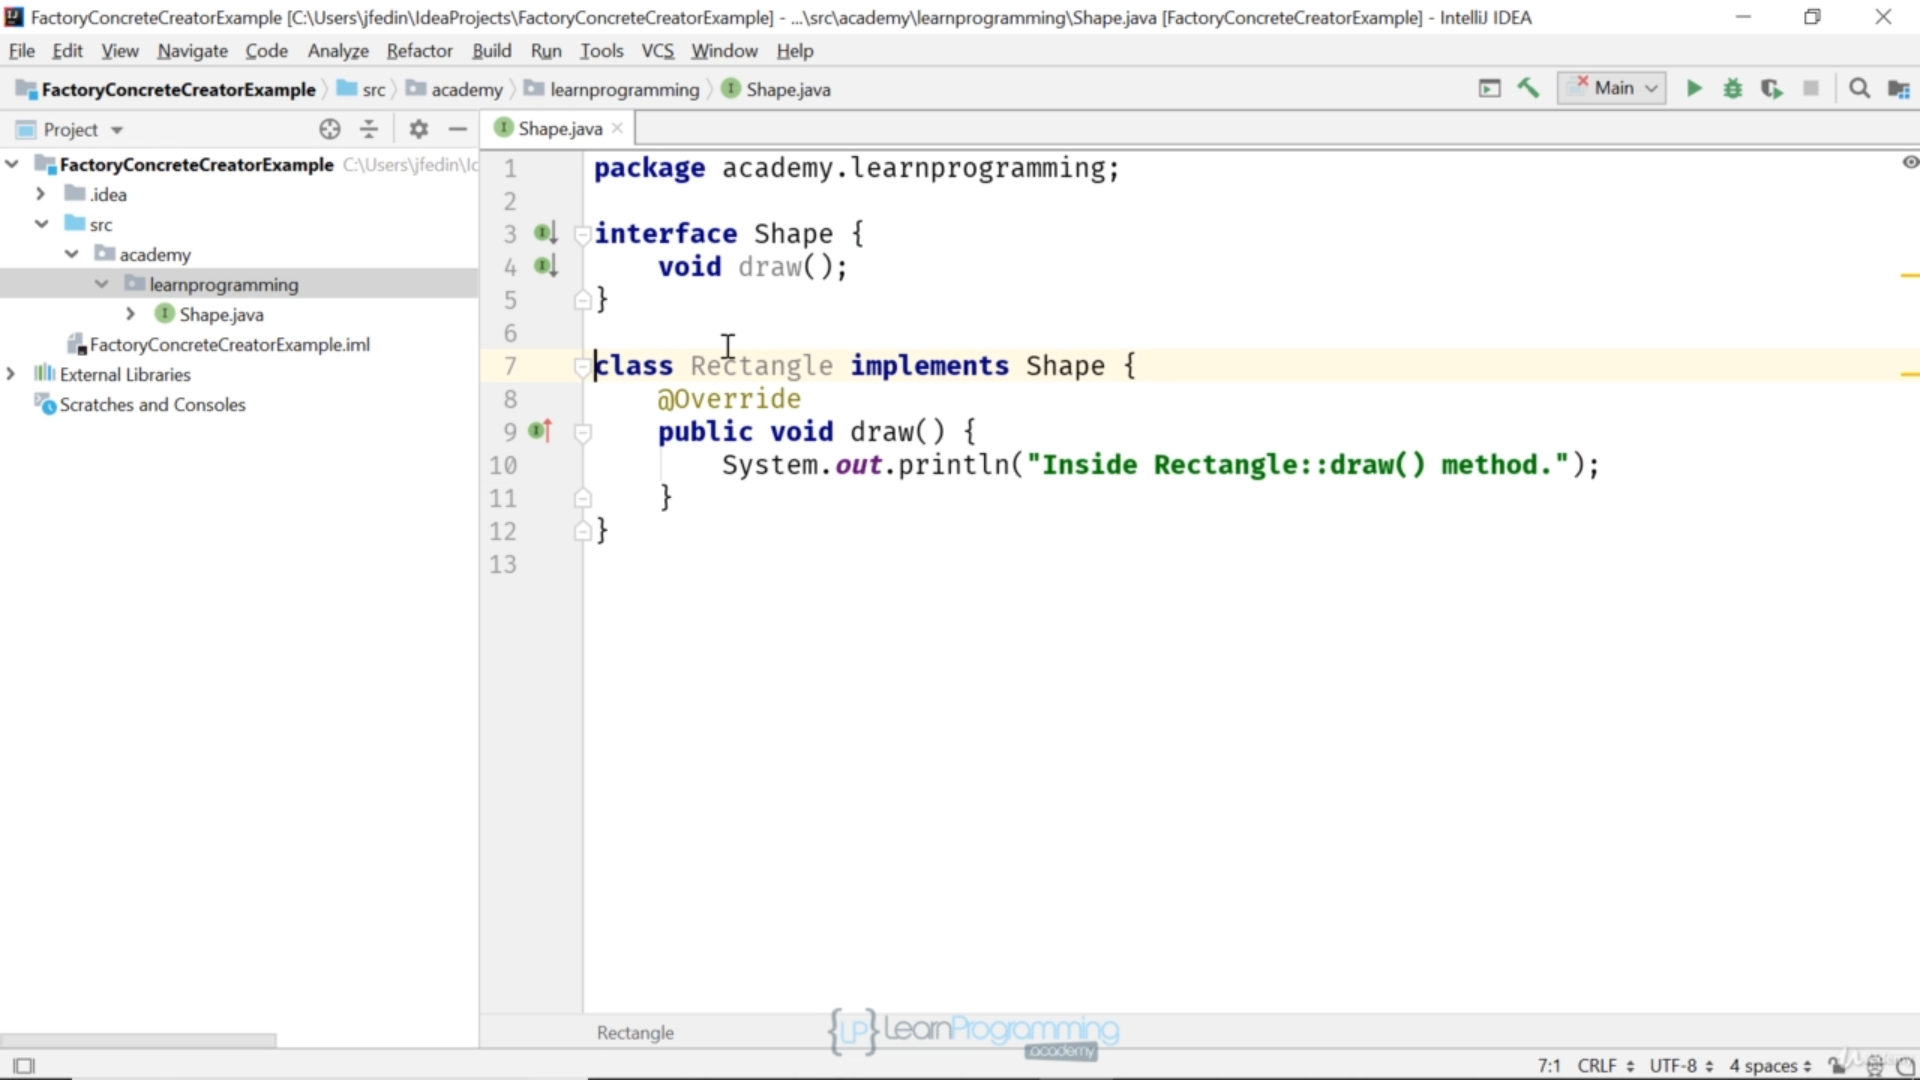 FactoryConcreteCreatorExample [C:\Users\jfedin\IdeaProjects\FactoryConcreteCreatorExample] - ...\src\academy\learnprogramming\Shape.java [FactoryConcreteCreatorExample] - IntelliJ IDEA
File Edit View Navigate Code Analyze Refactor Build Run Tools VCS Window Help
FactoryConcreteCreatorExample src academy learnprogramming Shape.java Main
Project Shape.java
FactoryConcreteCreatorExample C:\Users\jfedin\Ic
.idea
src
academy
learnprogramming
Shape.java
FactoryConcreteCreatorExample.iml
External Libraries
Scratches and Consoles
1 package academy.learnprogramming;
2
3 interface Shape {
4 void draw();
5 }
6
7 class Rectangle implements Shape {
8 @Override
9 public void draw() {
10 System.out.println("Inside Rectangle::draw() method.");
11 }
12 }
13
Rectangle
{LP} LearnProgramming
academy
7:1 CRLF UTF-8 4 spaces